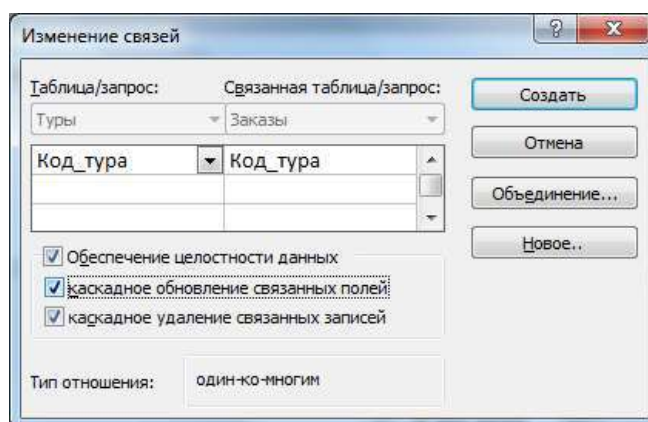 Изменение связей
Таблица/запрос: Связанная таблица/запрос:
Туры Заказы
Код_тура Код_тура
Обеспечение целостности данных
каскадное обновление связанных полей
каскадное удаление связанных записей
Тип отношения: один-ко-многим
Создать
Отмена
Объединение...
Новое..